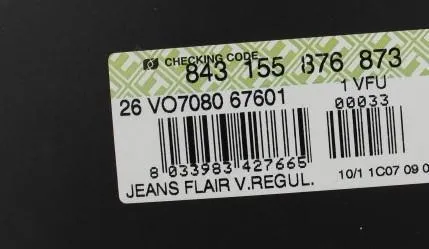 CHECKING CODE
843 155 876 873
26 VO7080 67601
1 VFU
00033
8 033983 427665
JEANS FLAIR V.REGUL.
10/1 1C07 09 0